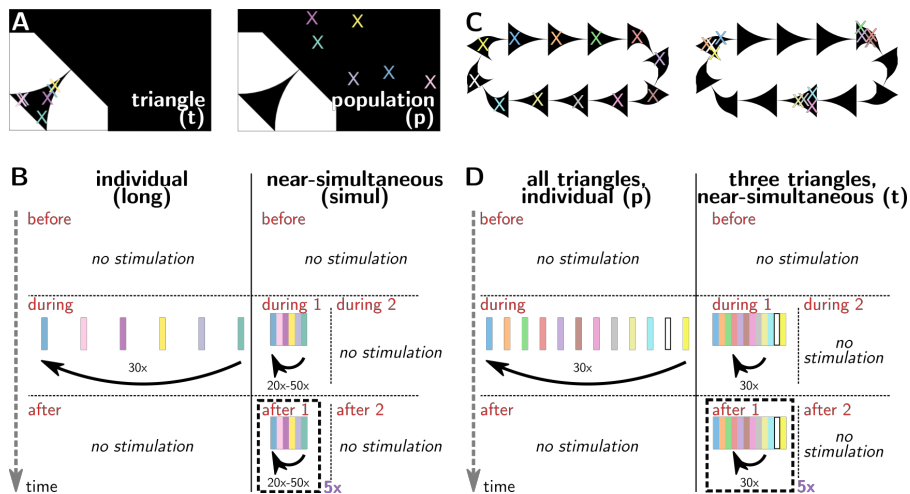 A
triangle
(t)
population
(p)
C
B
individual
(long)
near-simultaneous
(simul)
before
before
no stimulation
no stimulation
during
during 1
during 2
30x
20x-50x
no stimulation
after
after 1
after 2
no stimulation
20x-50x
no stimulation
5x
time
D
all triangles,
individual (p)
three triangles,
near-simultaneous (t)
before
before
no stimulation
no stimulation
during
during 1
during 2
30x
30x
no
stimulation
after
after 1
after 2
no stimulation
30x
no
stimulation
5x
time